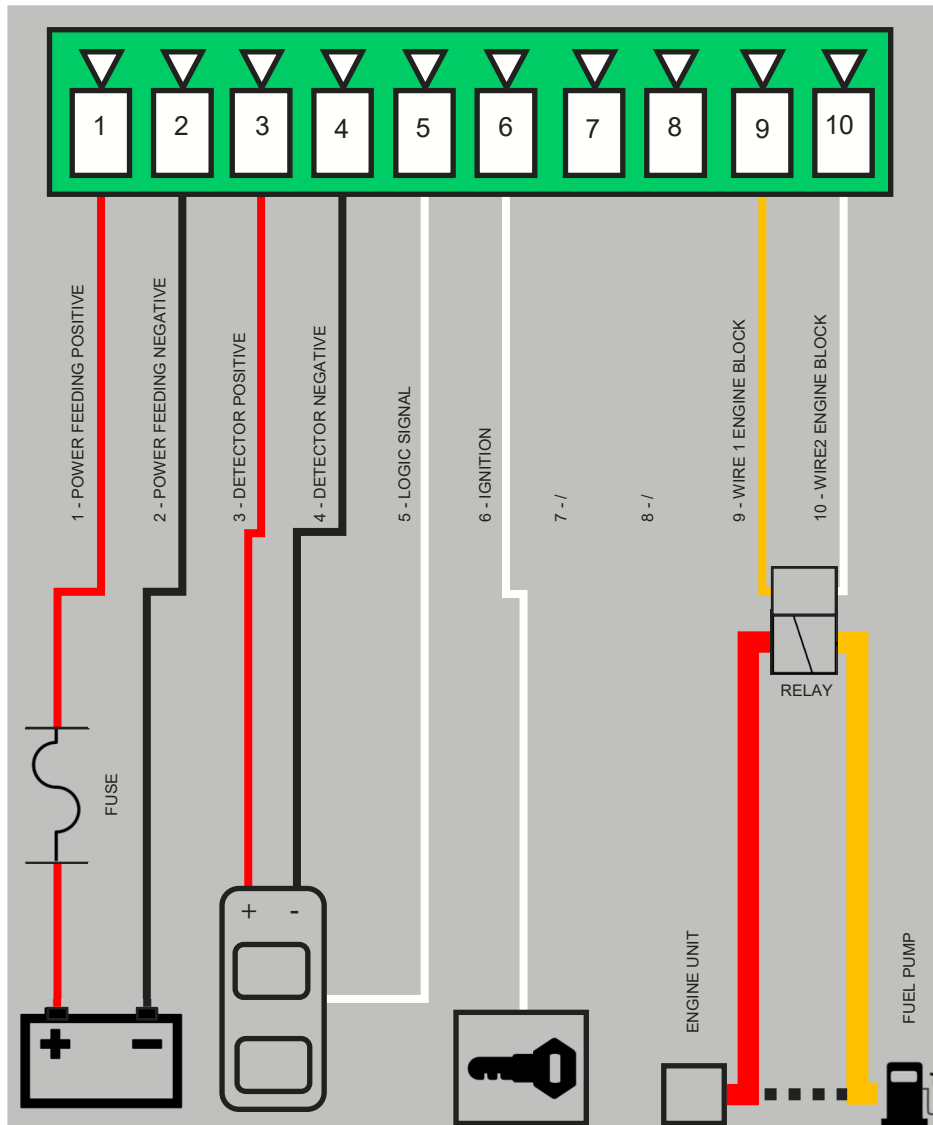 1
2
3
4
5
6
7
8
9
10
1 - POWER FEEDING POSITIVE
2 - POWER FEEDING NEGATIVE
3 - DETECTOR POSITIVE
4 - DETECTOR NEGATIVE
5 - LOGIC SIGNAL
6 - IGNITION
7 - /
8 - /
9 - WIRE 1 ENGINE BLOCK
10 - WIRE2 ENGINE BLOCK
RELAY
FUSE
+ -
ENGINE UNIT
FUEL PUMP
+ -